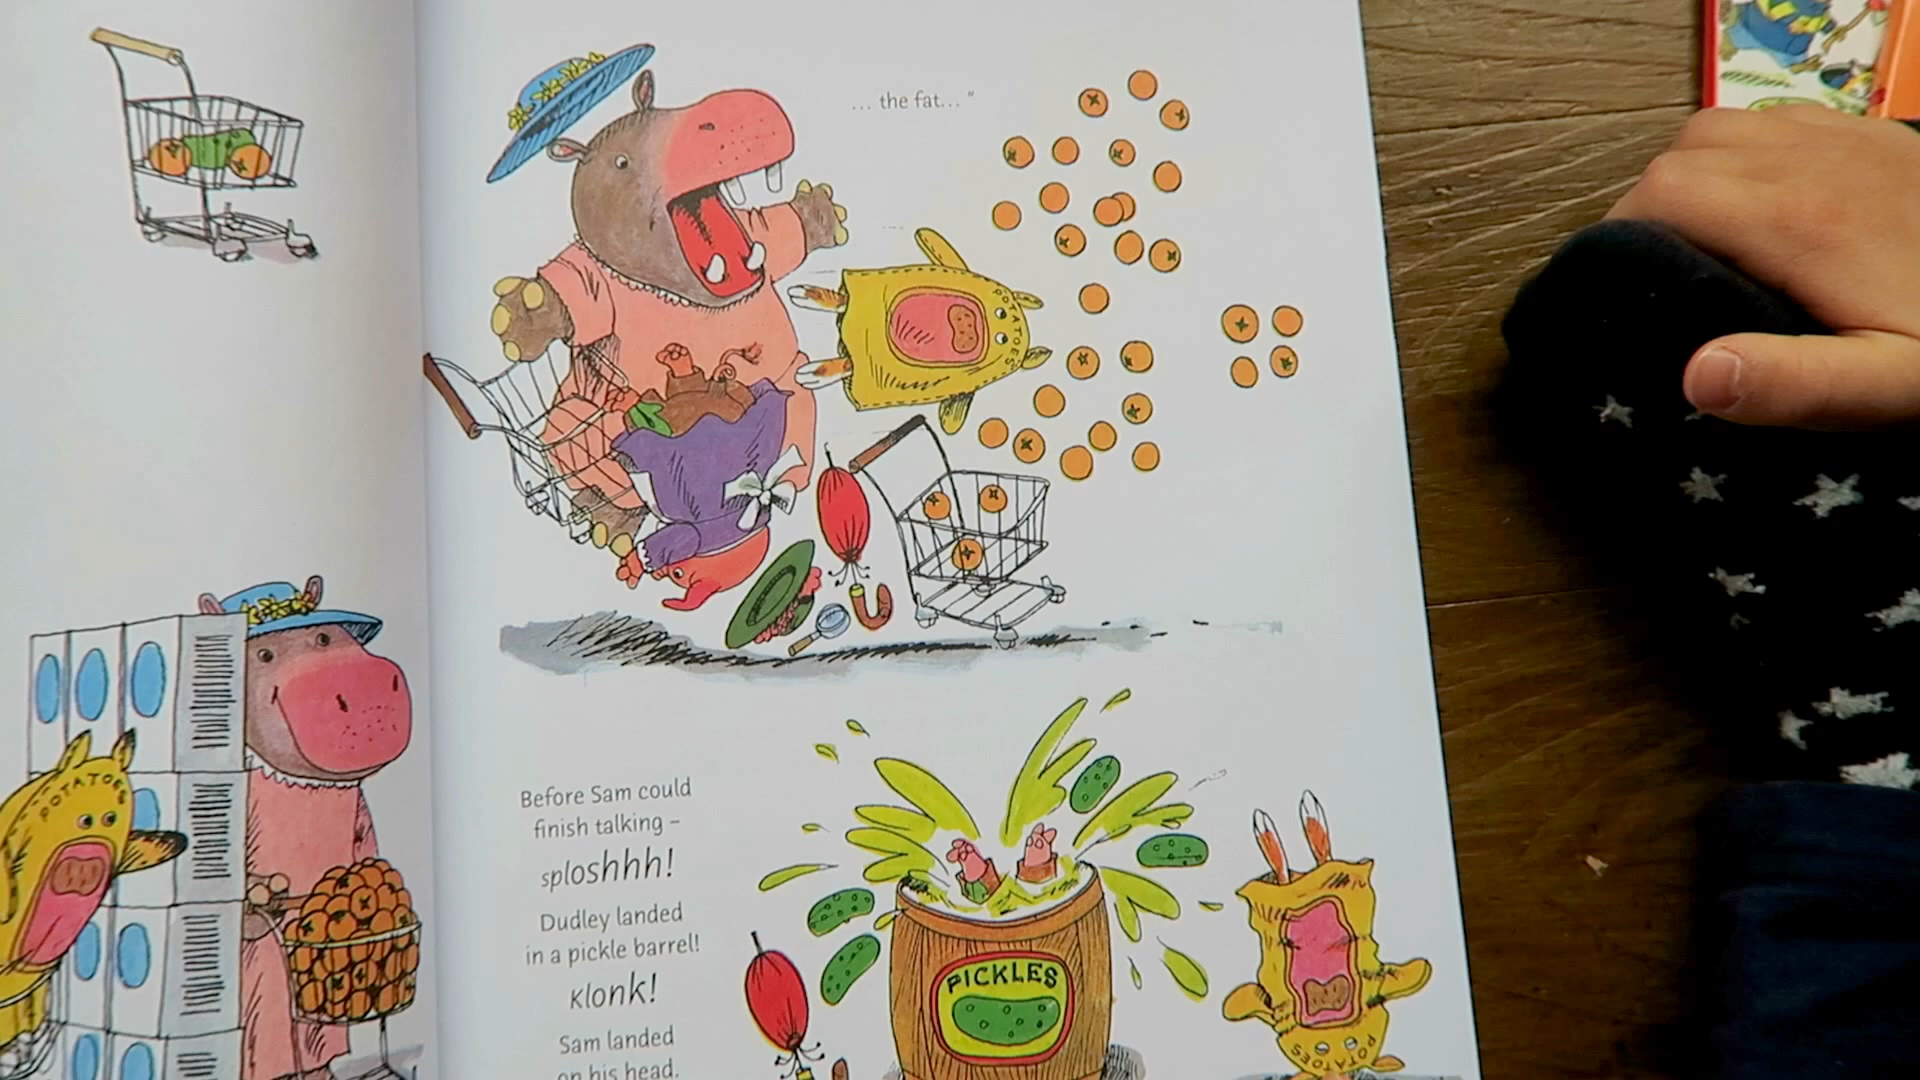 ... the fat... "
POTATOES
Before Sam could
finish talking –
sploshhh!
Dudley landed
in a pickle barrel!
Klonk!
Sam landed
on his head.
PICKLES
POTATOES
POTATOES